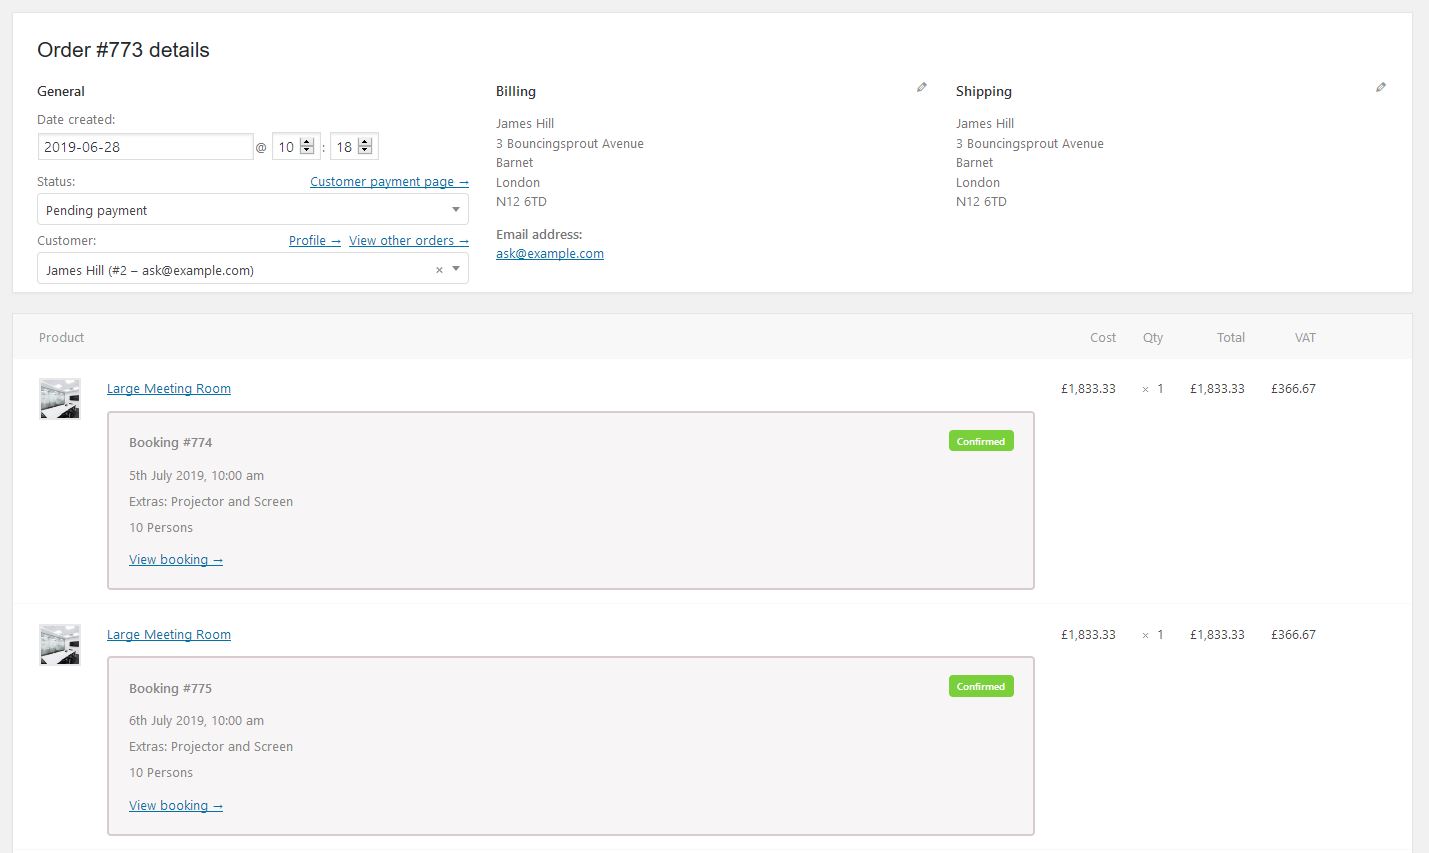 Order #773 details
General
Date created:
2019-06-28 @ 10 : 18
Status: Customer payment page →
Pending payment
Customer: Profile → View other orders →
James Hill (#2 – ask@example.com) ×
Billing
James Hill
3 Bouncingsprout Avenue
Barnet
London
N12 6TD
Email address:
ask@example.com
Shipping
James Hill
3 Bouncingsprout Avenue
Barnet
London
N12 6TD
Product Cost Qty Total VAT
Large Meeting Room £1,833.33 × 1 £1,833.33 £366.67
Booking #774 Confirmed
5th July 2019, 10:00 am
Extras: Projector and Screen
10 Persons
View booking →
Large Meeting Room £1,833.33 × 1 £1,833.33 £366.67
Booking #775 Confirmed
6th July 2019, 10:00 am
Extras: Projector and Screen
10 Persons
View booking →